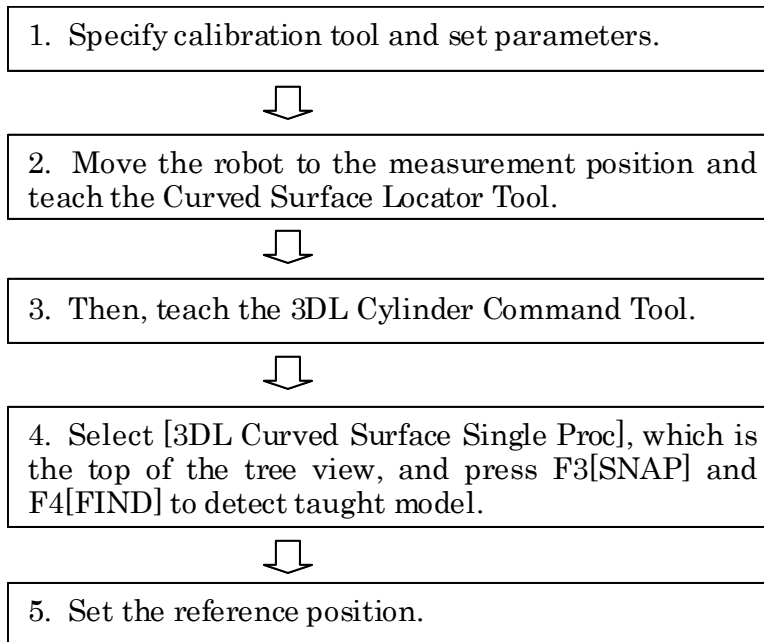 1. Specify calibration tool and set parameters.
2. Move the robot to the measurement position and
teach the Curved Surface Locator Tool.
3. Then, teach the 3DL Cylinder Command Tool.
4. Select [3DL Curved Surface Single Proc], which is
the top of the tree view, and press F3[SNAP] and
F4[FIND] to detect taught model.
5. Set the reference position.